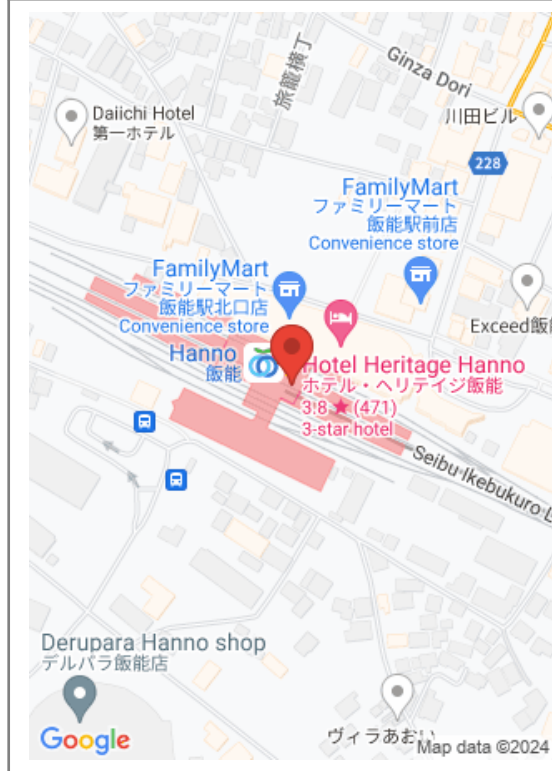 Ginza Dori
旅籠横丁
Daiichi Hotel
第一ホテル
川田ビル
228
FamilyMart
ファミリーマート
飯能駅前店
Convenience store
FamilyMart
ファミリーマート
飯能駅北口店
Convenience store
Exceed飯能
Hanno
飯能
Hotel Heritage Hanno
ホテル・ヘリテイジ飯能
3.8 ★ (471)
3-star hotel
Seibu Ikebukuro L
Derupara Hanno shop
デルパラ飯能店
ヴィラあおい
Google
Map data ©2024